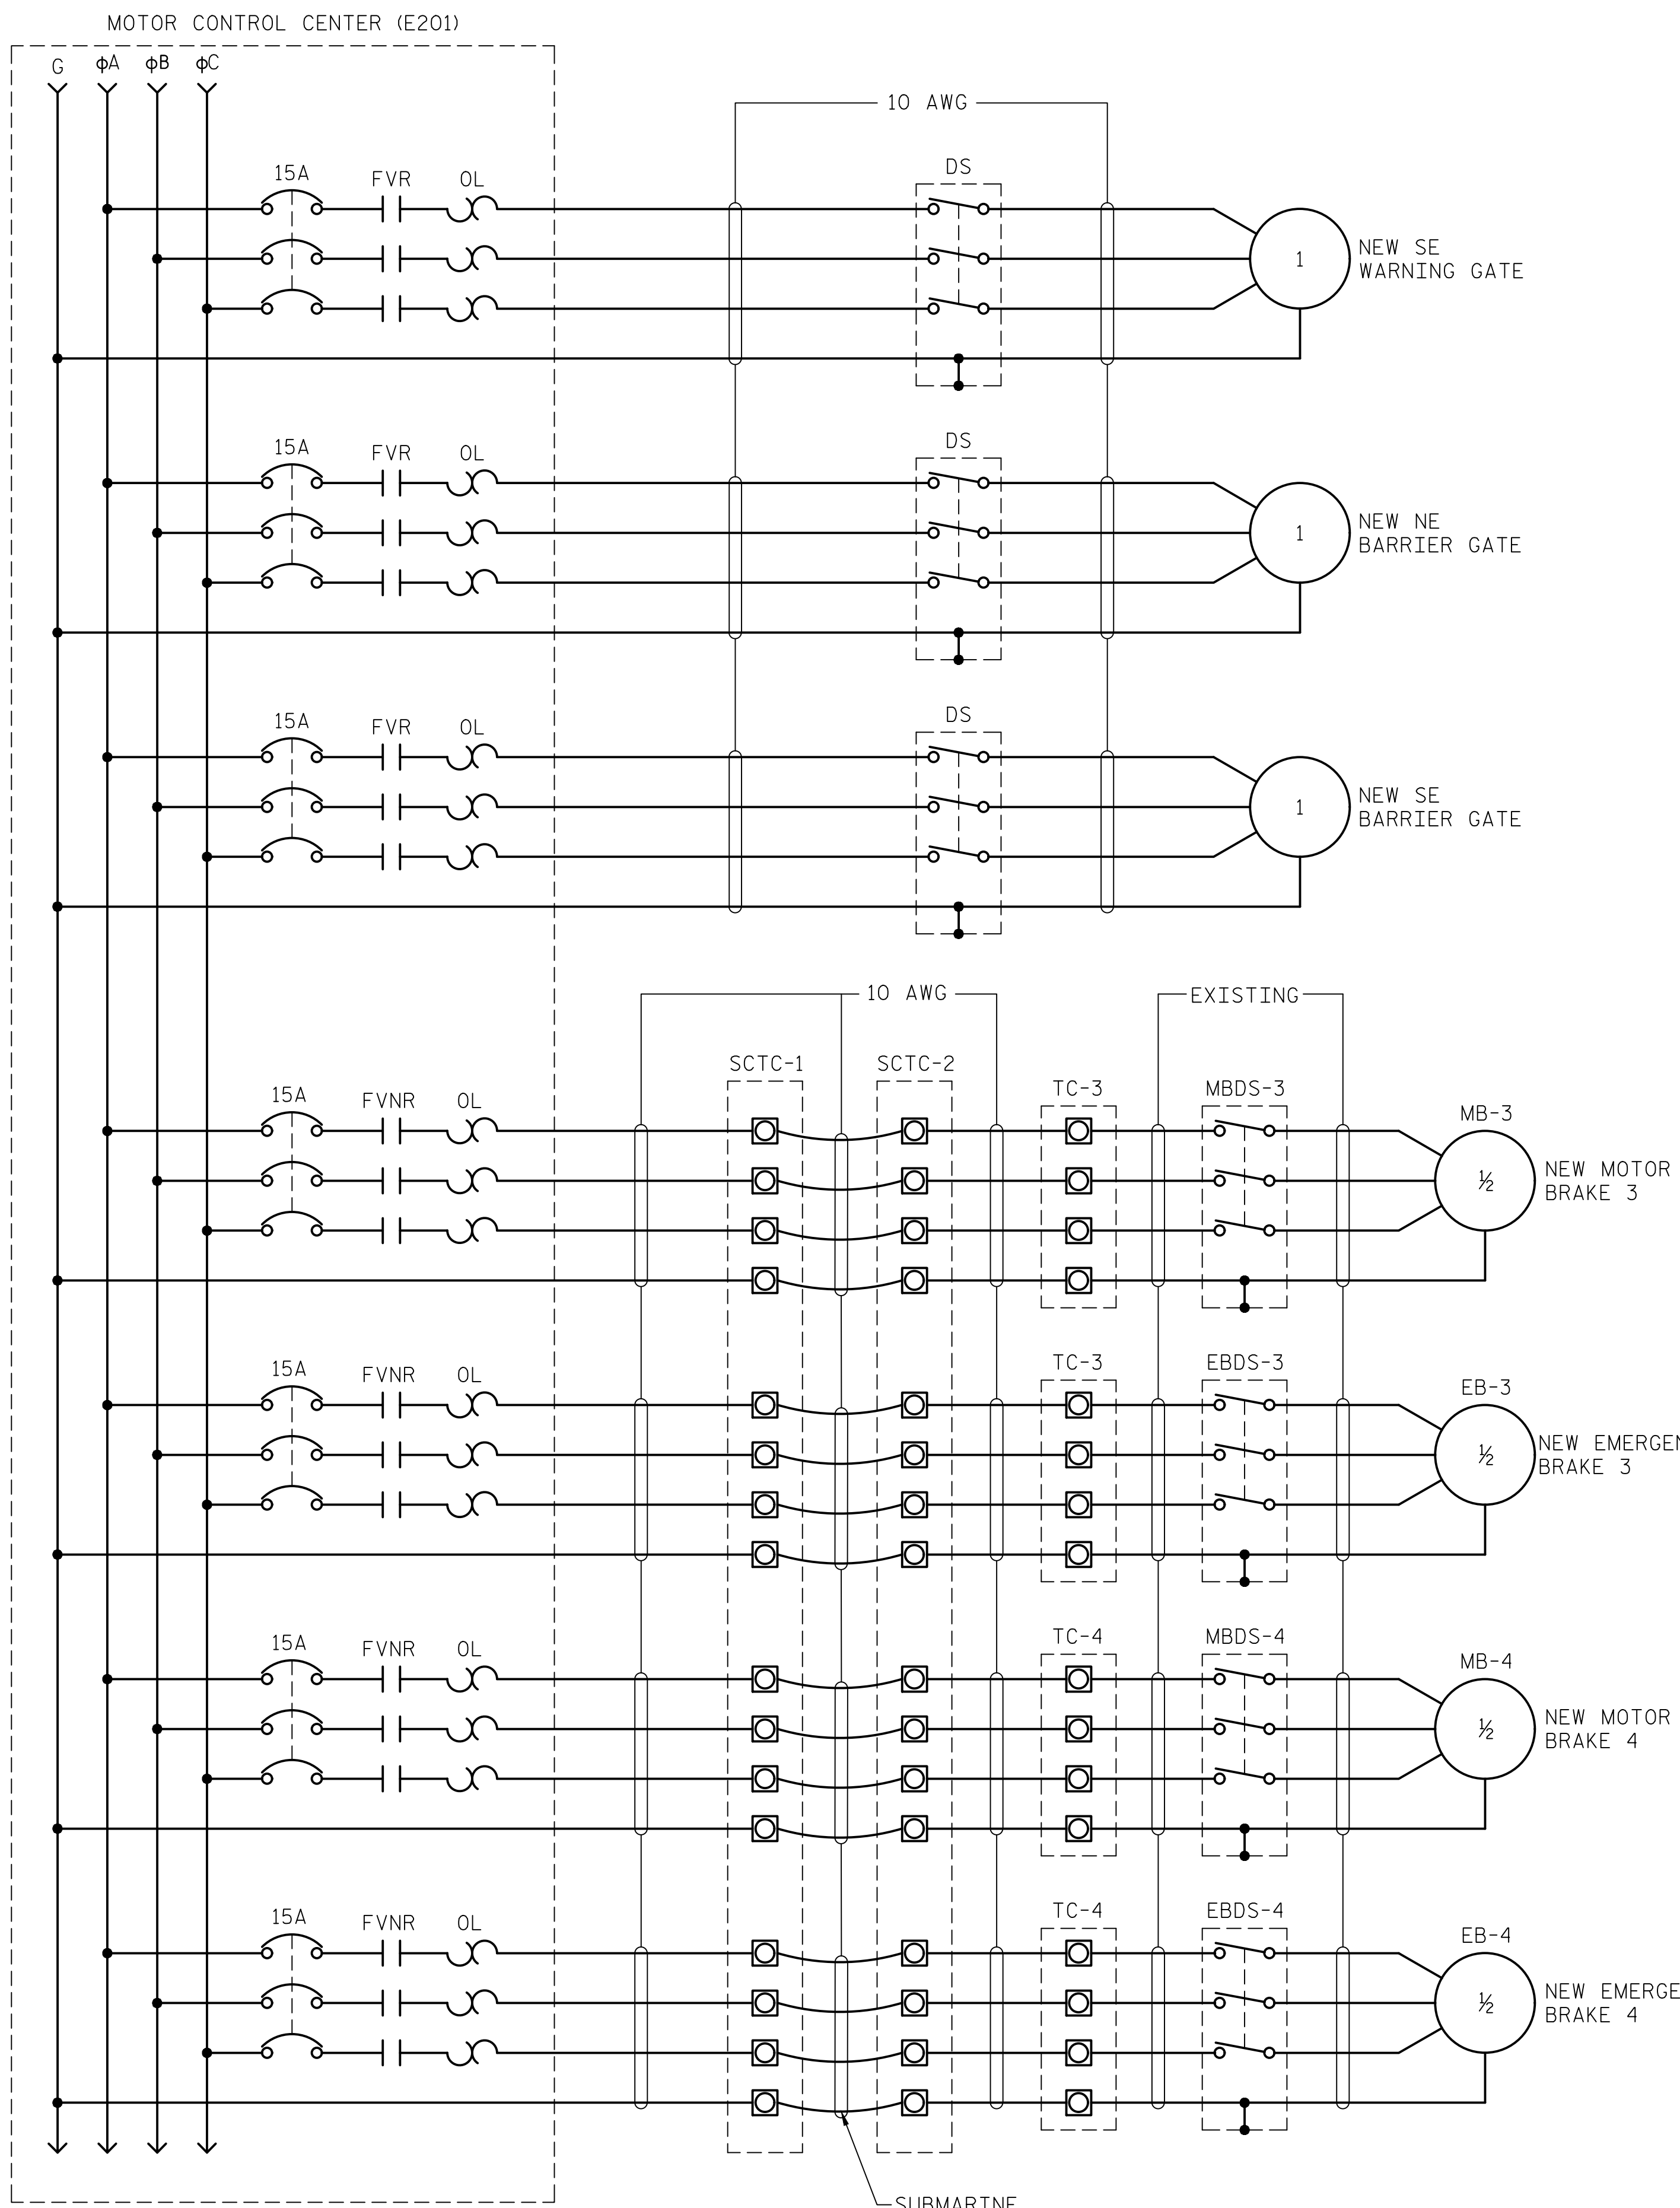 MOTOR CONTROL CENTER (E201)
G ϕA ϕB ϕC
10 AWG
15A FVR OL DS
1
NEW SE
WARNING GATE
15A FVR OL DS
1
NEW NE
BARRIER GATE
15A FVR OL DS
1
NEW SE
BARRIER GATE
10 AWG
EXISTING
SCTC-1 SCTC-2
15A FVNR OL TC-3 MBDS-3 MB-3
½
NEW MOTOR
BRAKE 3
15A FVNR OL TC-3 EBDS-3 EB-3
½
NEW EMERGEN
BRAKE 3
15A FVNR OL TC-4 MBDS-4 MB-4
½
NEW MOTOR
BRAKE 4
15A FVNR OL TC-4 EBDS-4 EB-4
½
NEW EMERGE
BRAKE 4
SUBMARINE